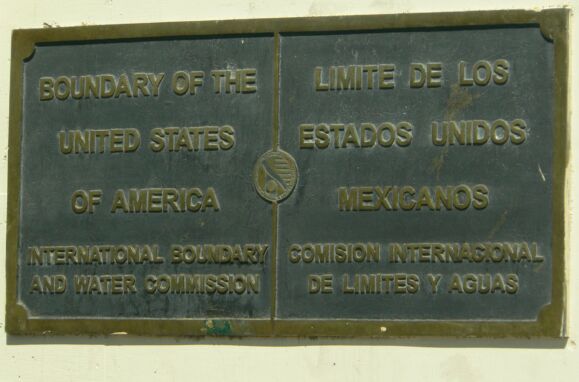 BOUNDARY OF THE
UNITED STATES
OF AMERICA
INTERNATIONAL BOUNDARY
AND WATER COMMISSION
LIMITE DE LOS
ESTADOS UNIDOS
MEXICANOS
COMISION INTERNACIONAL
DE LIMITES Y AGUAS